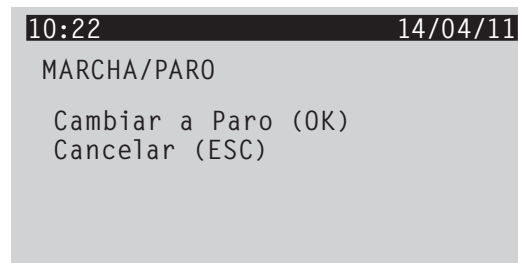 10:22 14/04/11
MARCHA/PARO
Cambiar a Paro (OK)
Cancelar (ESC)